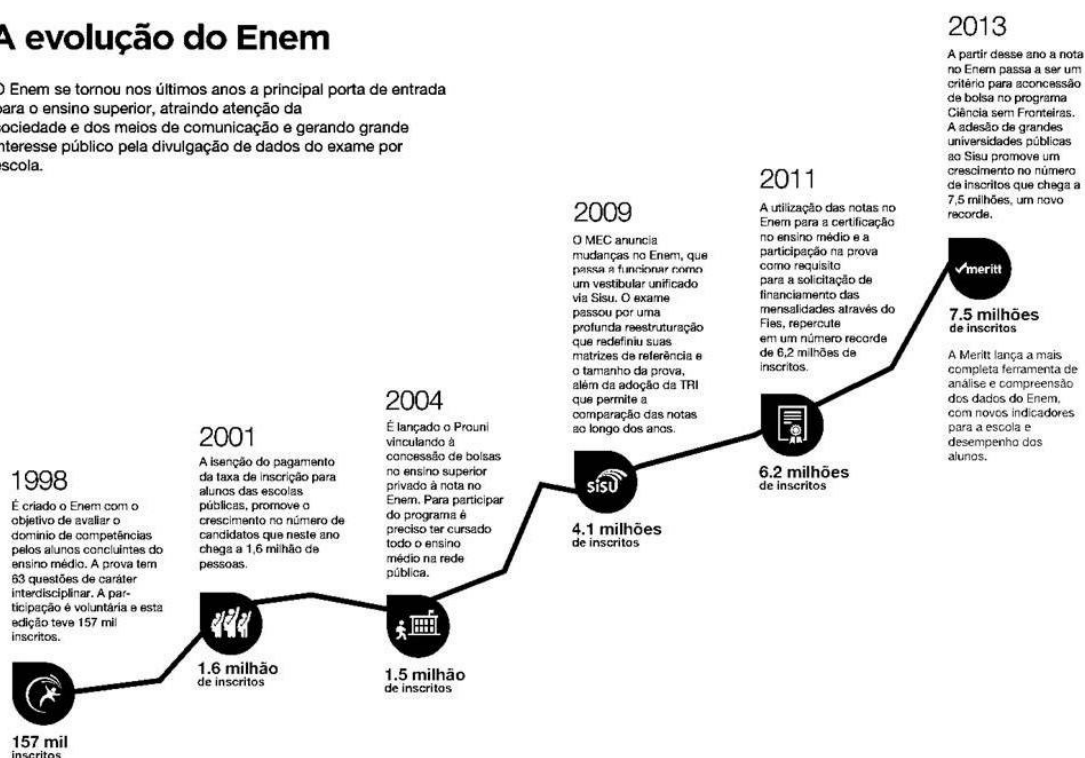 A evolução do Enem
O Enem se tornou nos últimos anos a principal porta de entrada
para o ensino superior, atraindo atenção da
sociedade e dos meios de comunicação e gerando grande
interesse público pela divulgação de dados do exame por
escola.
1998
É criado o Enem com o
objetivo de avaliar o
domínio de competências
pelos alunos concluintes do
ensino médio. A prova tem
63 questões de caráter
interdisciplinar. A par-
ticipação é voluntária e esta
edição teve 157 mil
inscritos.
157 mil
inscritos
2001
A isenção do pagamento
da taxa de inscrição para
alunos das escolas
públicas, promove o
crescimento no número de
candidatos que neste ano
chega a 1,6 milhão de
pessoas.
1.6 milhão
de inscritos
2004
É lançado o Prouni
vinculando à
concessão de bolsas
no ensino superior
privado à nota no
Enem. Para participar
do programa é
preciso ter cursado
todo o ensino
médio na rede
pública.
1.5 milhão
de inscritos
2009
O MEC anuncia
mudanças no Enem, que
passa a funcionar como
um vestibular unificado
via Sisu. O exame
passou por uma
profunda reestruturação
que redefiniu suas
matrizes de referência e
o tamanho da prova,
além da adoção da TRI
que permite a
comparação das notas
ao longo dos anos.
sisu
4.1 milhões
de inscritos
2011
A utilização das notas no
Enem para a certificação
no ensino médio e a
participação na prova
como requisito
para a solicitação de
financiamento das
mensalidades através do
Fies, repercute
em um número recorde
de 6,2 milhões de
inscritos.
6.2 milhões
de inscritos
2013
A partir desse ano a nota
no Enem passa a ser um
critério para aconcessão
de bolsa no programa
Ciência sem Fronteiras.
A adesão de grandes
universidades públicas
ao Sisu promove um
crescimento no número
de inscritos que chega a
7,5 milhões, um novo
recorde.
meritt
7.5 milhões
de inscritos
A Meritt lança a mais
completa ferramenta de
análise e compreensão
dos dados do Enem,
com novos indicadores
para a escola e
desempenho dos
alunos.